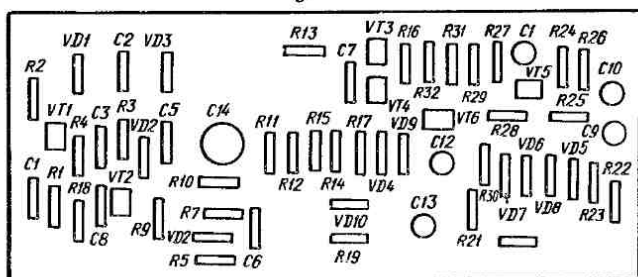 R13 VT3 R16 R31 R27 C1 R24 R26
VD1 C2 VD3
R2 C7 R32 R29 VT5 C10
VT1 C3 R3 C5 C14 VT4 R25
R4 VD2 R11 R15 R17 VD9 VT6 R28 C9
C12 VD6 VD5
C1 R1 R18 VT2 R10 R12 R14 VD4 R22
R30 VD7 VD8 R23
R7 C13
C8 R9 VD2 VD10 R21
R5 C6 R19